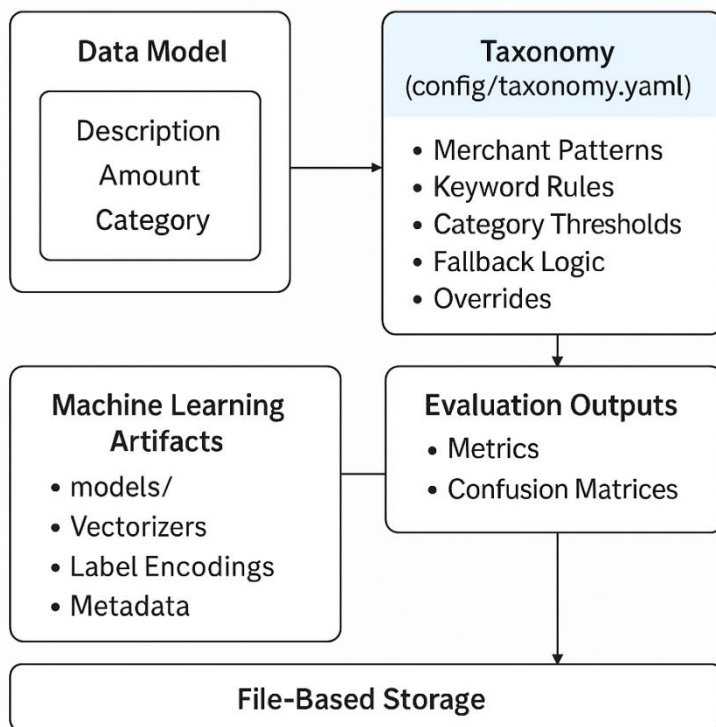 Data Model
Description
Amount
Category
Taxonomy
(config/taxonomy.yaml)
• Merchant Patterns
• Keyword Rules
• Category Thresholds
• Fallback Logic
• Overrides
Machine Learning
Artifacts
• models/
• Vectorizers
• Label Encodings
• Metadata
Evaluation Outputs
• Metrics
• Confusion Matrices
File-Based Storage